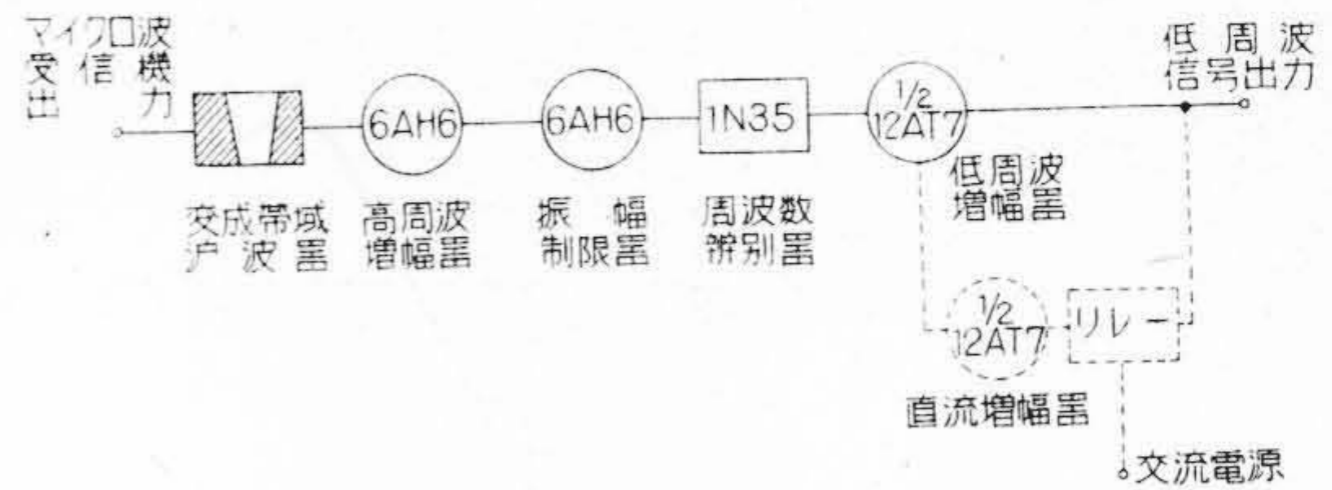 マイクロ波
受信機
出力
低周波
信号出力
6AH6
6AH6
1N35
1/2
12AT7
交成帯域
沪波器
高周波
増幅器
振幅
制限器
周波数
辨別器
低周波
増幅器
1/2
12AT7
リレー
直流増幅器
交流電源